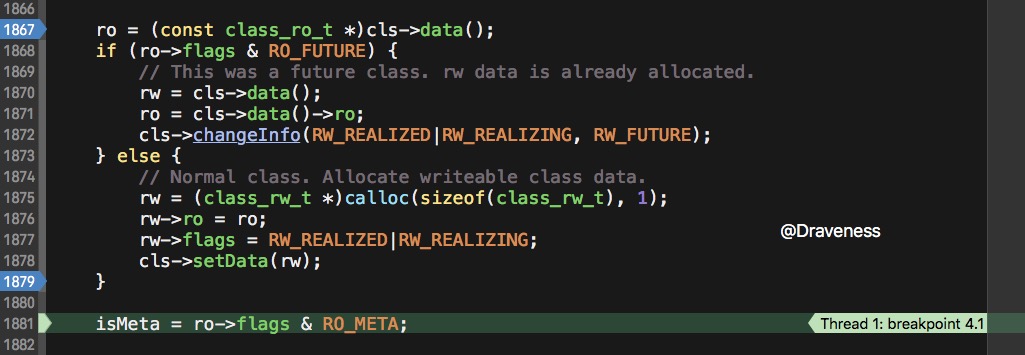 1866
1867 ro = (const class_ro_t *)cls->data();
1868 if (ro->flags & RO_FUTURE) {
1869 // This was a future class. rw data is already allocated.
1870 rw = cls->data();
1871 ro = cls->data()->ro;
1872 cls->changeInfo(RW_REALIZED|RW_REALIZING, RW_FUTURE);
1873 } else {
1874 // Normal class. Allocate writeable class data.
1875 rw = (class_rw_t *)calloc(sizeof(class_rw_t), 1);
1876 rw->ro = ro;
1877 rw->flags = RW_REALIZED|RW_REALIZING;
@Draveness
1878 cls->setData(rw);
1879 }
1880
1881 isMeta = ro->flags & RO_META; Thread 1: breakpoint 4.1
1882